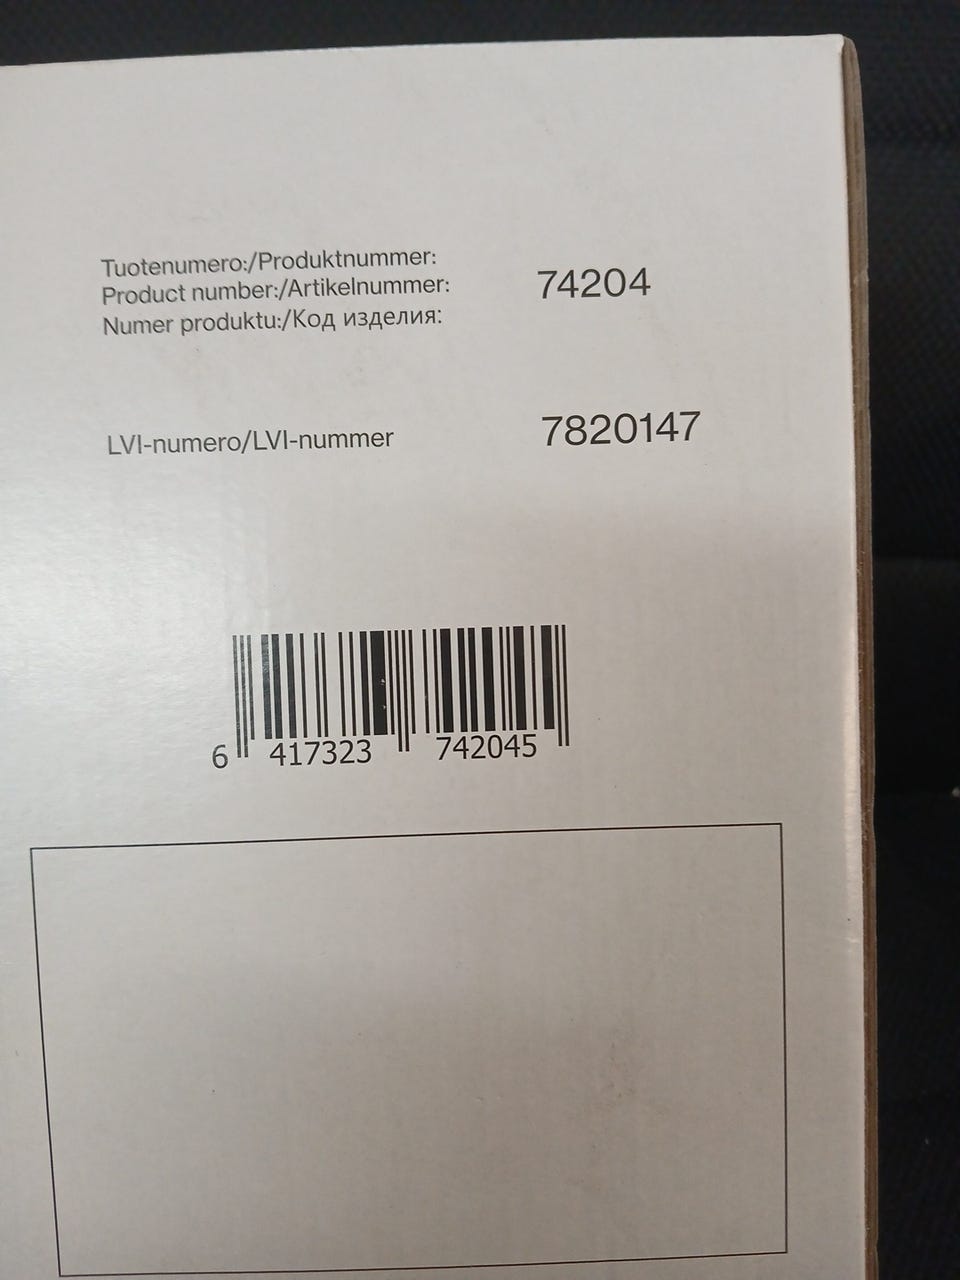 Tuotenumero:/Produktnummer:
Product number:/Artikelnummer: 74204
Numer produktu:/Код изделия:
LVI-numero/LVI-nummer 7820147
6 417323 742045